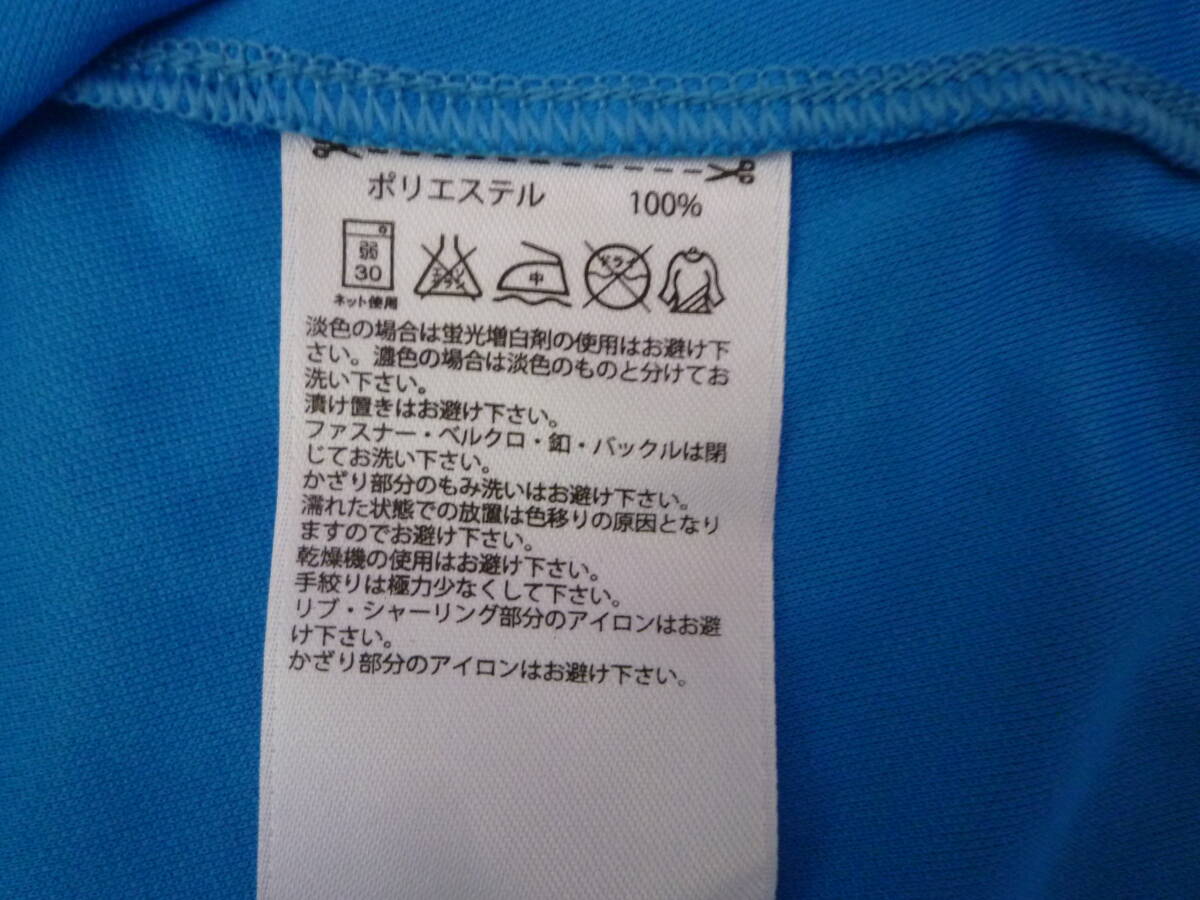 ポリエステル 100%
弱 30 エンソ サラシ 中 ドライ
ネット使用
淡色の場合は蛍光増白剤の使用はお避け下
さい。濃色の場合は淡色のものと分けてお
洗い下さい。
漬け置きはお避け下さい。
ファスナー・ベルクロ・釦・バックルは閉
じてお洗い下さい。
かざり部分のもみ洗いはお避け下さい。
濡れた状態での放置は色移りの原因となり
ますのでお避け下さい。
乾燥機の使用はお避け下さい。
手絞りは極力少なくして下さい。
リブ・シャーリング部分のアイロンはお避
け下さい。
かざり部分のアイロンはお避け下さい。